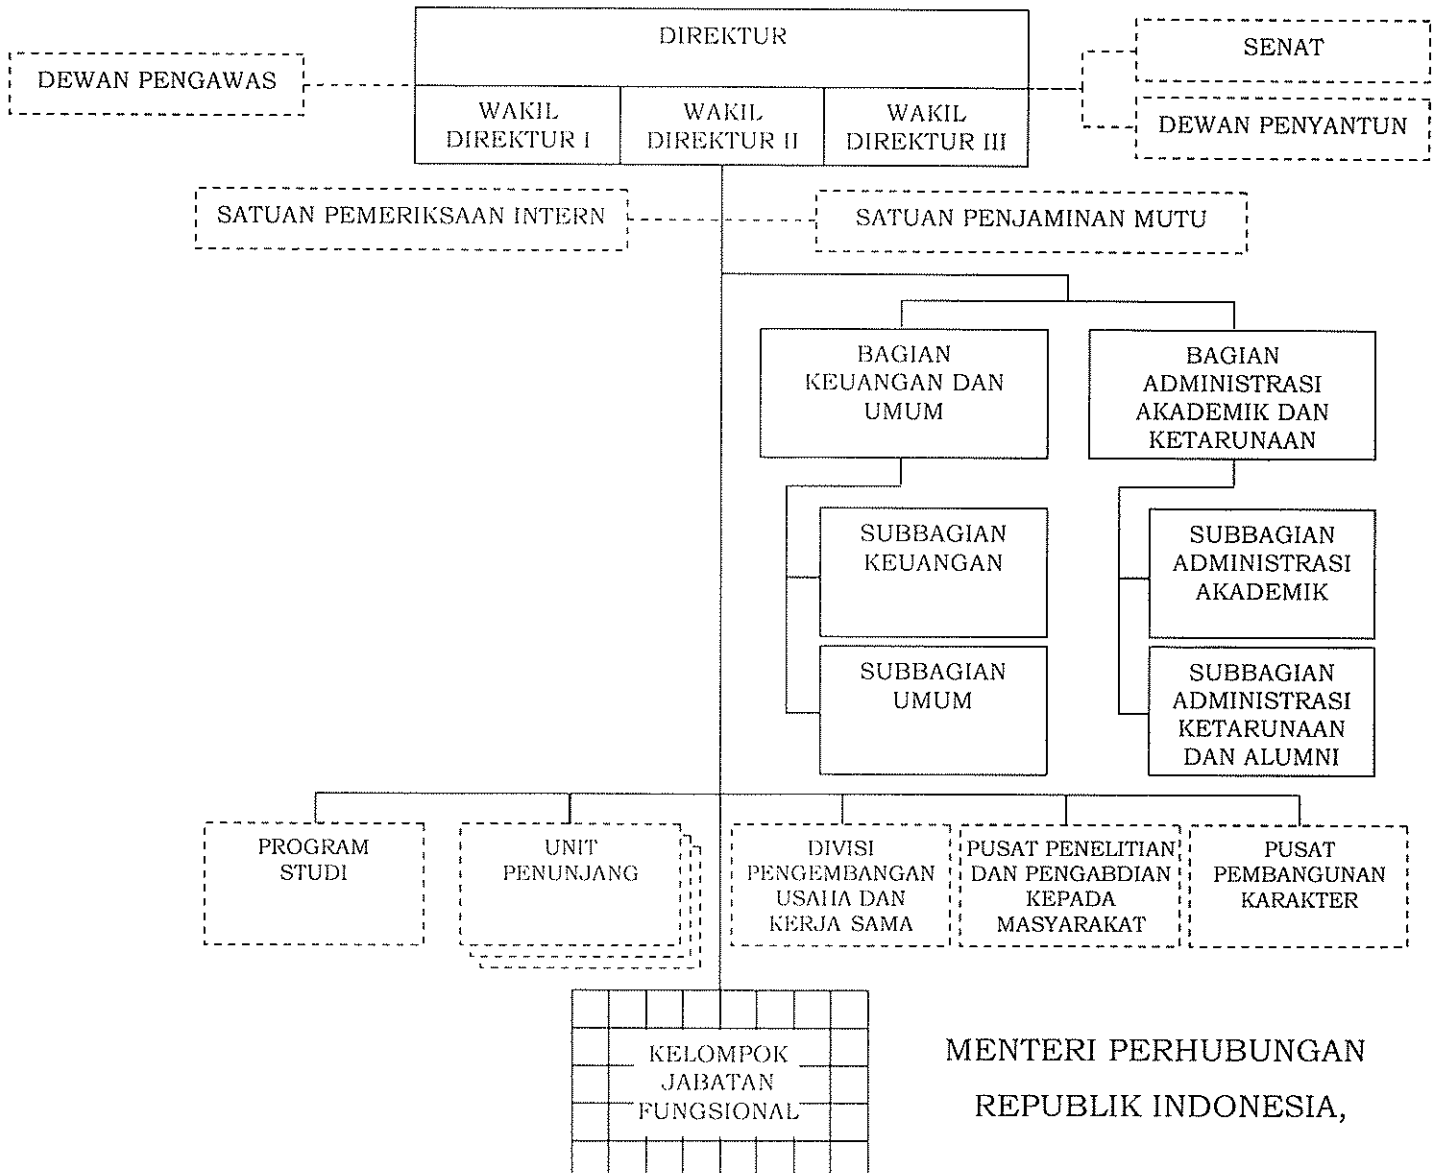 DIREKTUR
SENAT
DEWAN PENGAWAS
WAKIL
DIREKTUR I
WAKIL
DIREKTUR II
WAKIL
DIREKTUR III
DEWAN PENYANTUN
SATUAN PEMERIKSAAN INTERN
SATUAN PENJAMINAN MUTU
BAGIAN
KEUANGAN DAN
UMUM
BAGIAN
ADMINISTRASI
AKADEMIK DAN
KETARUNAAN
SUBBAGIAN
KEUANGAN
SUBBAGIAN
ADMINISTRASI
AKADEMIK
SUBBAGIAN
UMUM
SUBBAGIAN
ADMINISTRASI
KETARUNAAN
DAN ALUMNI
PROGRAM
STUDI
UNIT
PENUNJANG
DIVISI
PENGEMBANGAN
USAHA DAN
KERJA SAMA
PUSAT PENELITIAN
DAN PENGABDIAN
KEPADA
MASYARAKAT
PUSAT
PEMBANGUNAN
KARAKTER
KELOMPOK
JABATAN
FUNGSIONAL
MENTERI PERHUBUNGAN
REPUBLIK INDONESIA,